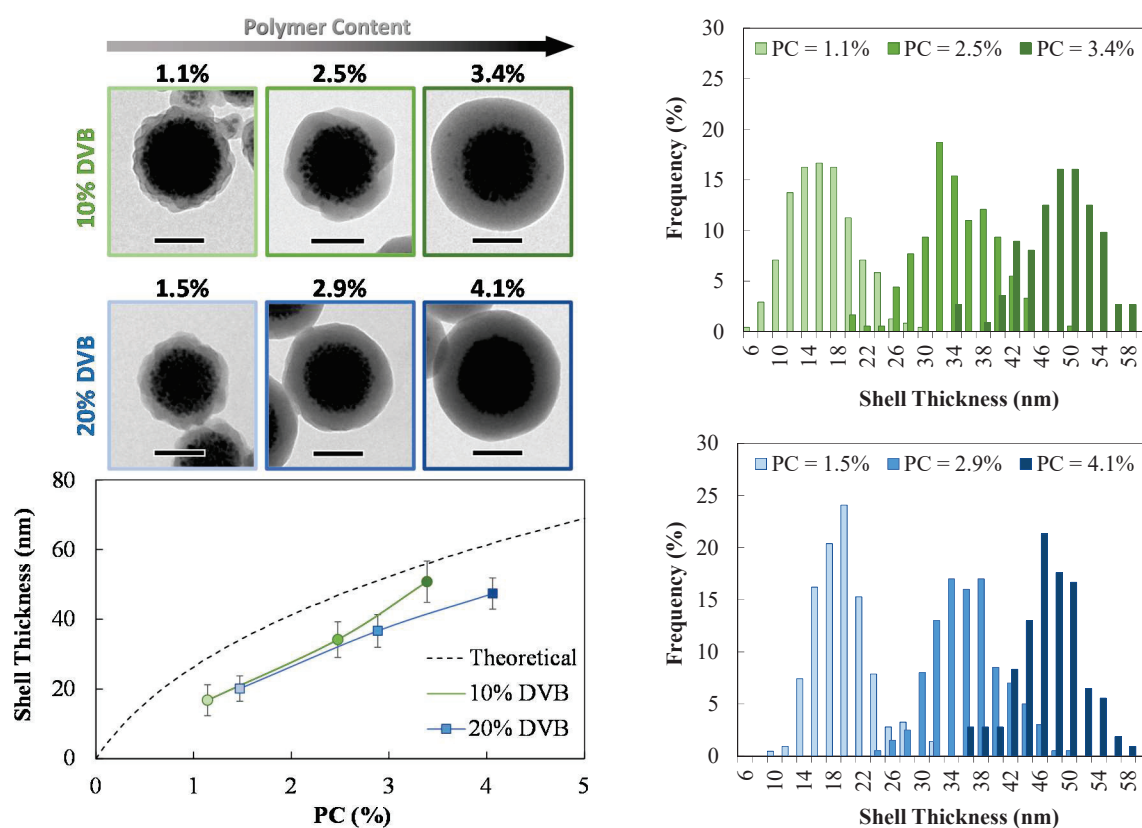 Polymer Content
1.1% 2.5% 3.4%
10% DVB
1.5% 2.9% 4.1%
20% DVB
80
60
40
20
0
Shell Thickness (nm)
0 1 2 3 4 5
PC (%)
Theoretical
10% DVB
20% DVB
30
25
20
15
10
5
0
Frequency (%)
PC = 1.1% PC = 2.5% PC = 3.4%
6 10 14 18 22 26 30 34 38 42 46 50 54 58
Shell Thickness (nm)
30
25
20
15
10
5
0
Frequency (%)
PC = 1.5% PC = 2.9% PC = 4.1%
6 10 14 18 22 26 30 34 38 42 46 50 54 58
Shell Thickness (nm)